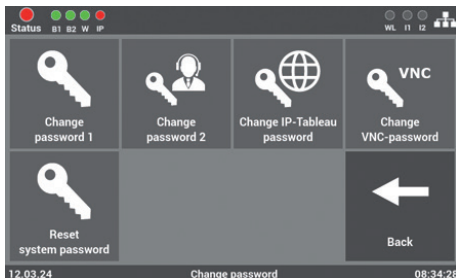 Status B1 B2 W IP WL I1 I2
VNC
Change
password 1
Change
password 2
Change IP-Tableau
password
Change
VNC-password
Reset
system password
Back
12.03.24 Change password 08:34:28